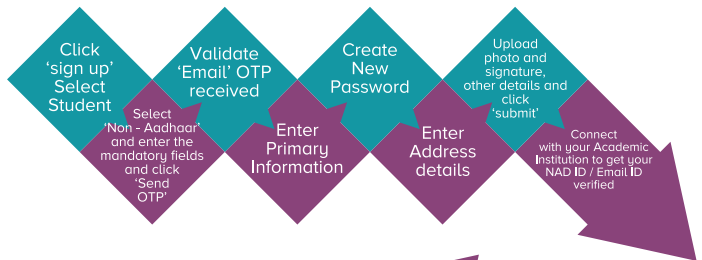 Click
‘sign up’
Select
Student
Select
‘Non - Aadhaar’
and enter the
mandatory fields
and click
‘Send
OTP’
Validate
‘Email’ OTP
received
Enter
Primary
Information
Create
New
Password
Enter
Address
details
Upload
photo and
signature,
other details and
click
‘submit’
Connect
with your Academic
Institution to get your
NAD ID / Email ID
verified